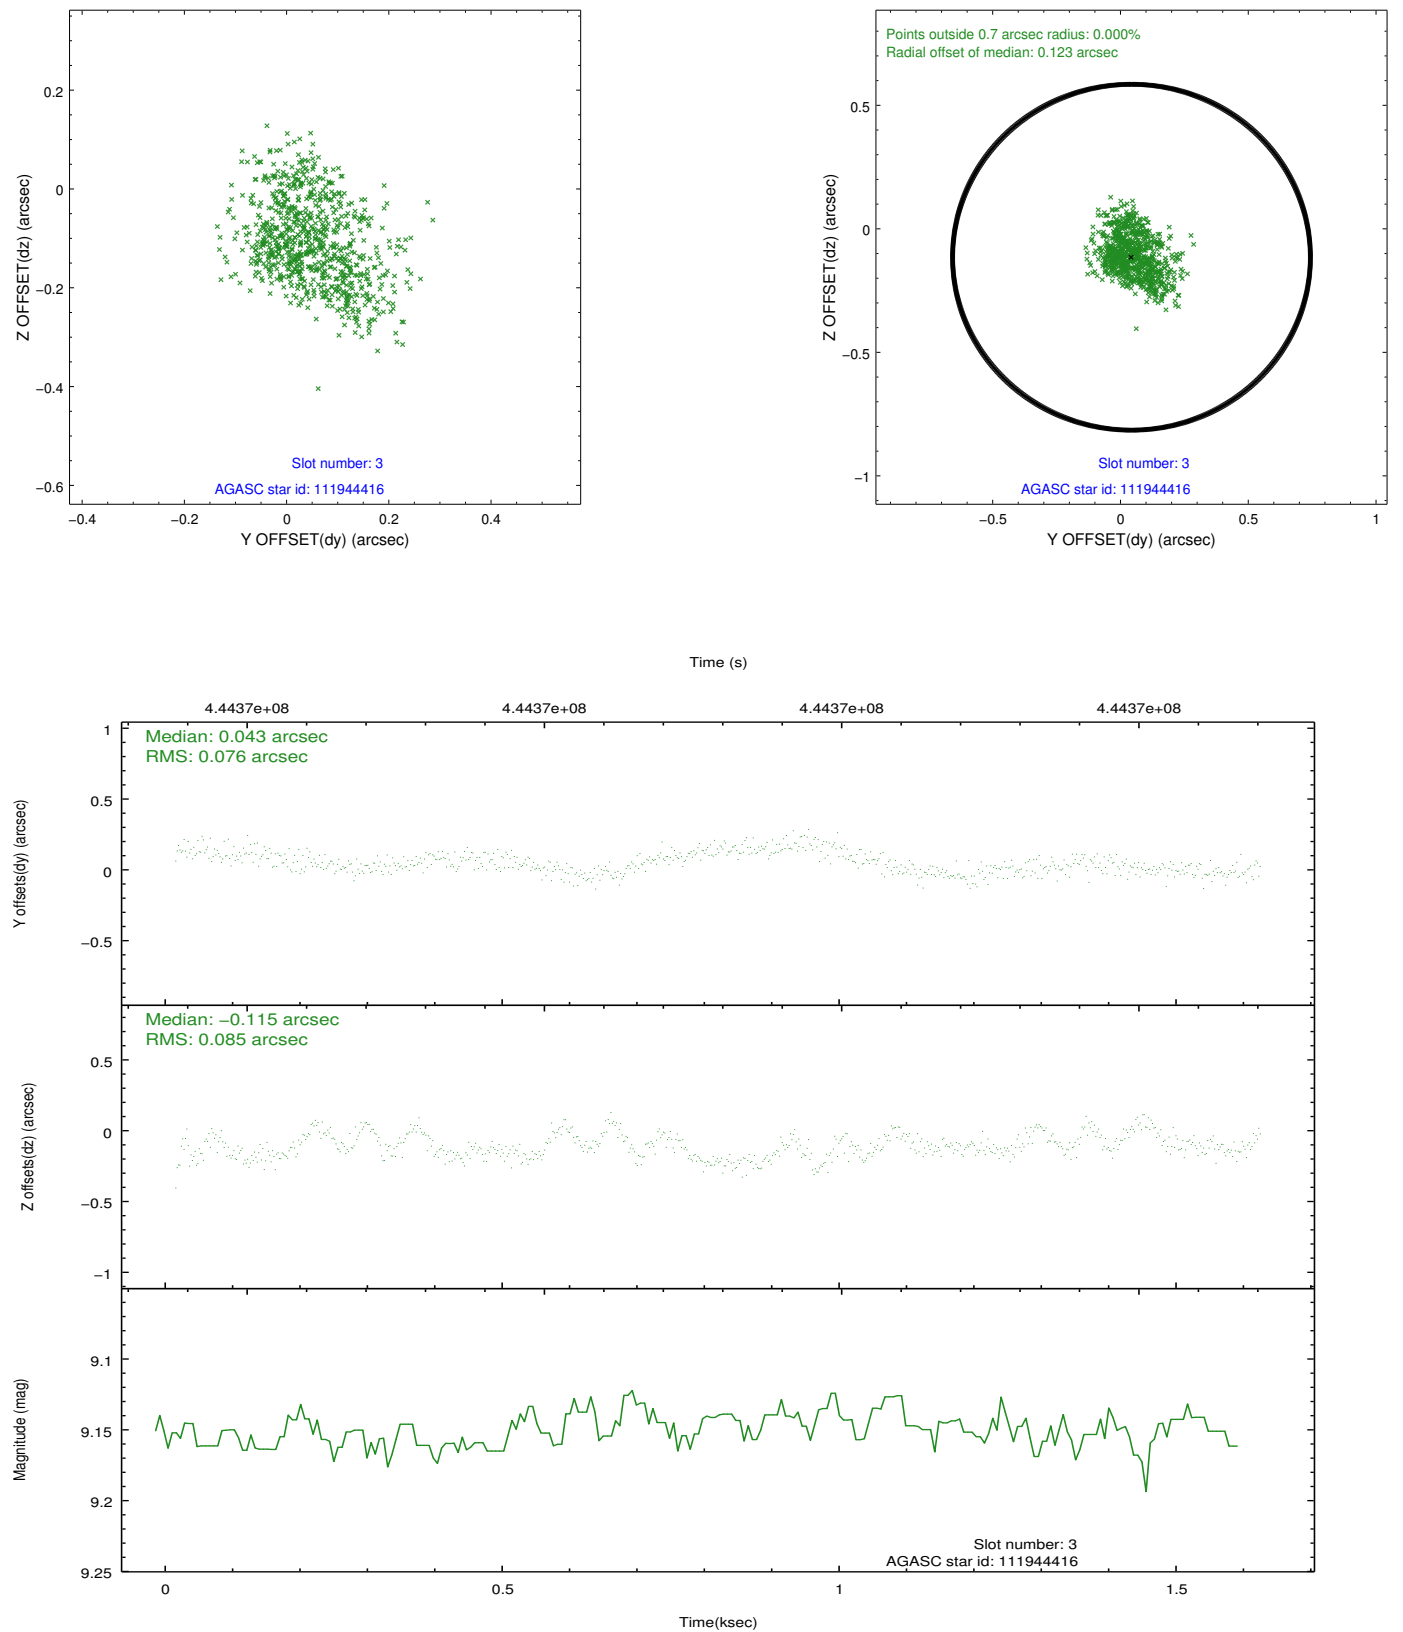 0.2
0
−0.2
−0.4
−0.6
−0.4
−0.2
0
0.2
0.4
Z OFFSET(dz) (arcsec)
Y OFFSET(dy) (arcsec)
Slot number: 3
AGASC star id: 111944416
Points outside 0.7 arcsec radius: 0.000%
Radial offset of median: 0.123 arcsec
0.5
0
−0.5
−1
−0.5
0
0.5
1
Z OFFSET(dz) (arcsec)
Y OFFSET(dy) (arcsec)
Slot number: 3
AGASC star id: 111944416
Time (s)
4.4437e+08
4.4437e+08
4.4437e+08
4.4437e+08
Median: 0.043 arcsec
RMS: 0.076 arcsec
1
0.5
0
−0.5
Y offsets(dy) (arcsec)
Median: −0.115 arcsec
RMS: 0.085 arcsec
0.5
0
−0.5
−1
Z offsets(dz) (arcsec)
9.1
9.15
9.2
9.25
Magnitude (mag)
Slot number: 3
AGASC star id: 111944416
0
0.5
1
1.5
Time(ksec)